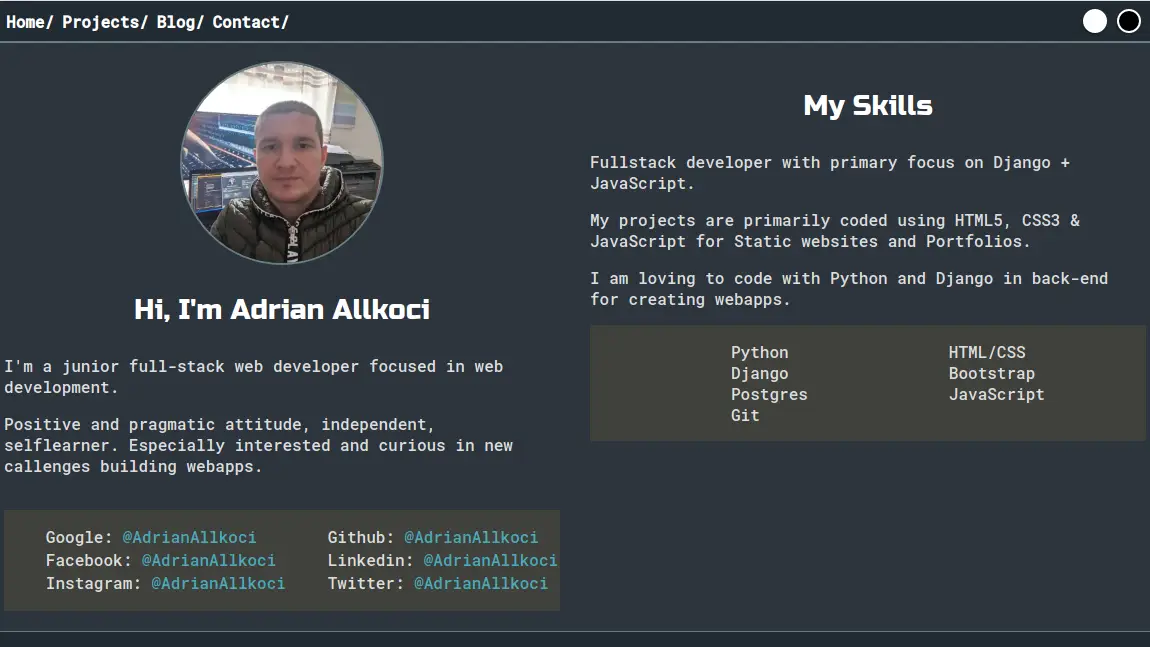 Home/ Projects/ Blog/ Contact/
Hi, I'm Adrian Allkoci
I'm a junior full-stack web developer focused in web
development.
Positive and pragmatic attitude, independent,
selflearner. Especially interested and curious in new
callenges building webapps.
Google: @AdrianAllkoci
Facebook: @AdrianAllkoci
Instagram: @AdrianAllkoci
Github: @AdrianAllkoci
Linkedin: @AdrianAllkoci
Twitter: @AdrianAllkoci
My Skills
Fullstack developer with primary focus on Django +
JavaScript.
My projects are primarily coded using HTML5, CSS3 &
JavaScript for Static websites and Portfolios.
I am loving to code with Python and Django in back-end
for creating webapps.
Python
Django
Postgres
Git
HTML/CSS
Bootstrap
JavaScript